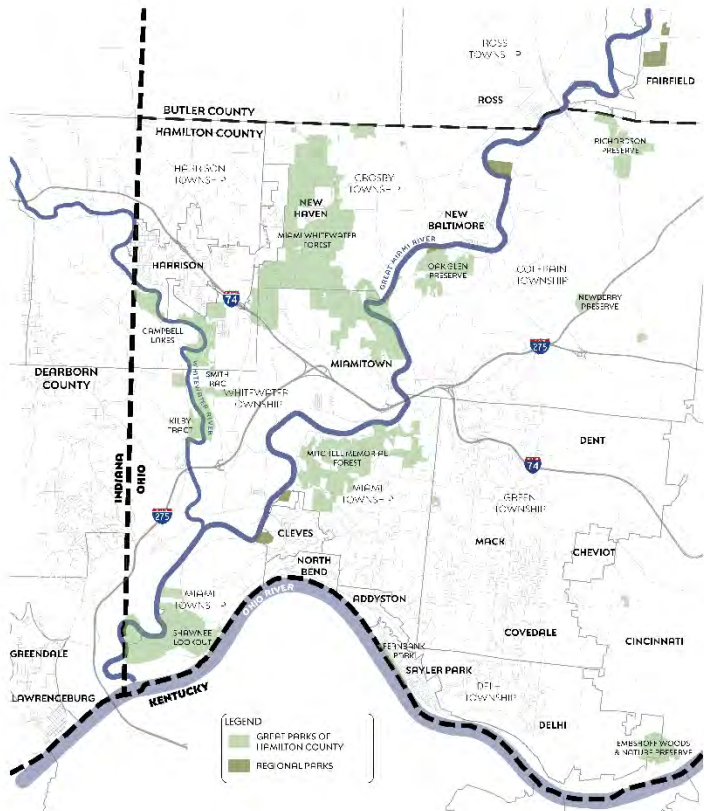 ROSS
TOWNSHIP
FAIRFIELD
ROSS
BUTLER COUNTY
HAMILTON COUNTY
RICHARDSON
PRESERVE
HARRISON
TOWNSHIP
CROSBY
TOWNSHIP
NEW
HAVEN
MIAMI WHITEWATER
FOREST
NEW
BALTIMORE
GREAT MIAMI RIVER
HARRISON
OAK GLEN
PRESERVE
COLERAIN
TOWNSHIP
74
NEWBERRY
PRESERVE
CAMPBELL
LAKES
275
MIAMITOWN
DEARBORN
COUNTY
SMITH
TRAC
WHITEWATER
TOWNSHIP
WHITEWATER RIVER
KILBY
TRACT
DENT
MITCHELL MEMORIAL
FOREST
74
INDIANA
OHIO
MIAMI
TOWNSHIP
GREEN
TOWNSHIP
275
CLEVES
MACK
CHEVIOT
NORTH
BEND
MIAMI
TOWNSHIP
ADDYSTON
OHIO RIVER
SHAWNEE
LOOKOUT
COVEDALE
CINCINNATI
GREENDALE
FERNBANK
PARK
SAYLER PARK
LAWRENCEBURG
KENTUCKY
DELHI
TOWNSHIP
DELHI
LEGEND
GREAT PARKS OF
HAMILTON COUNTY
REGIONAL PARKS
EMBSHOFF WOODS
& NATURE PRESERVE